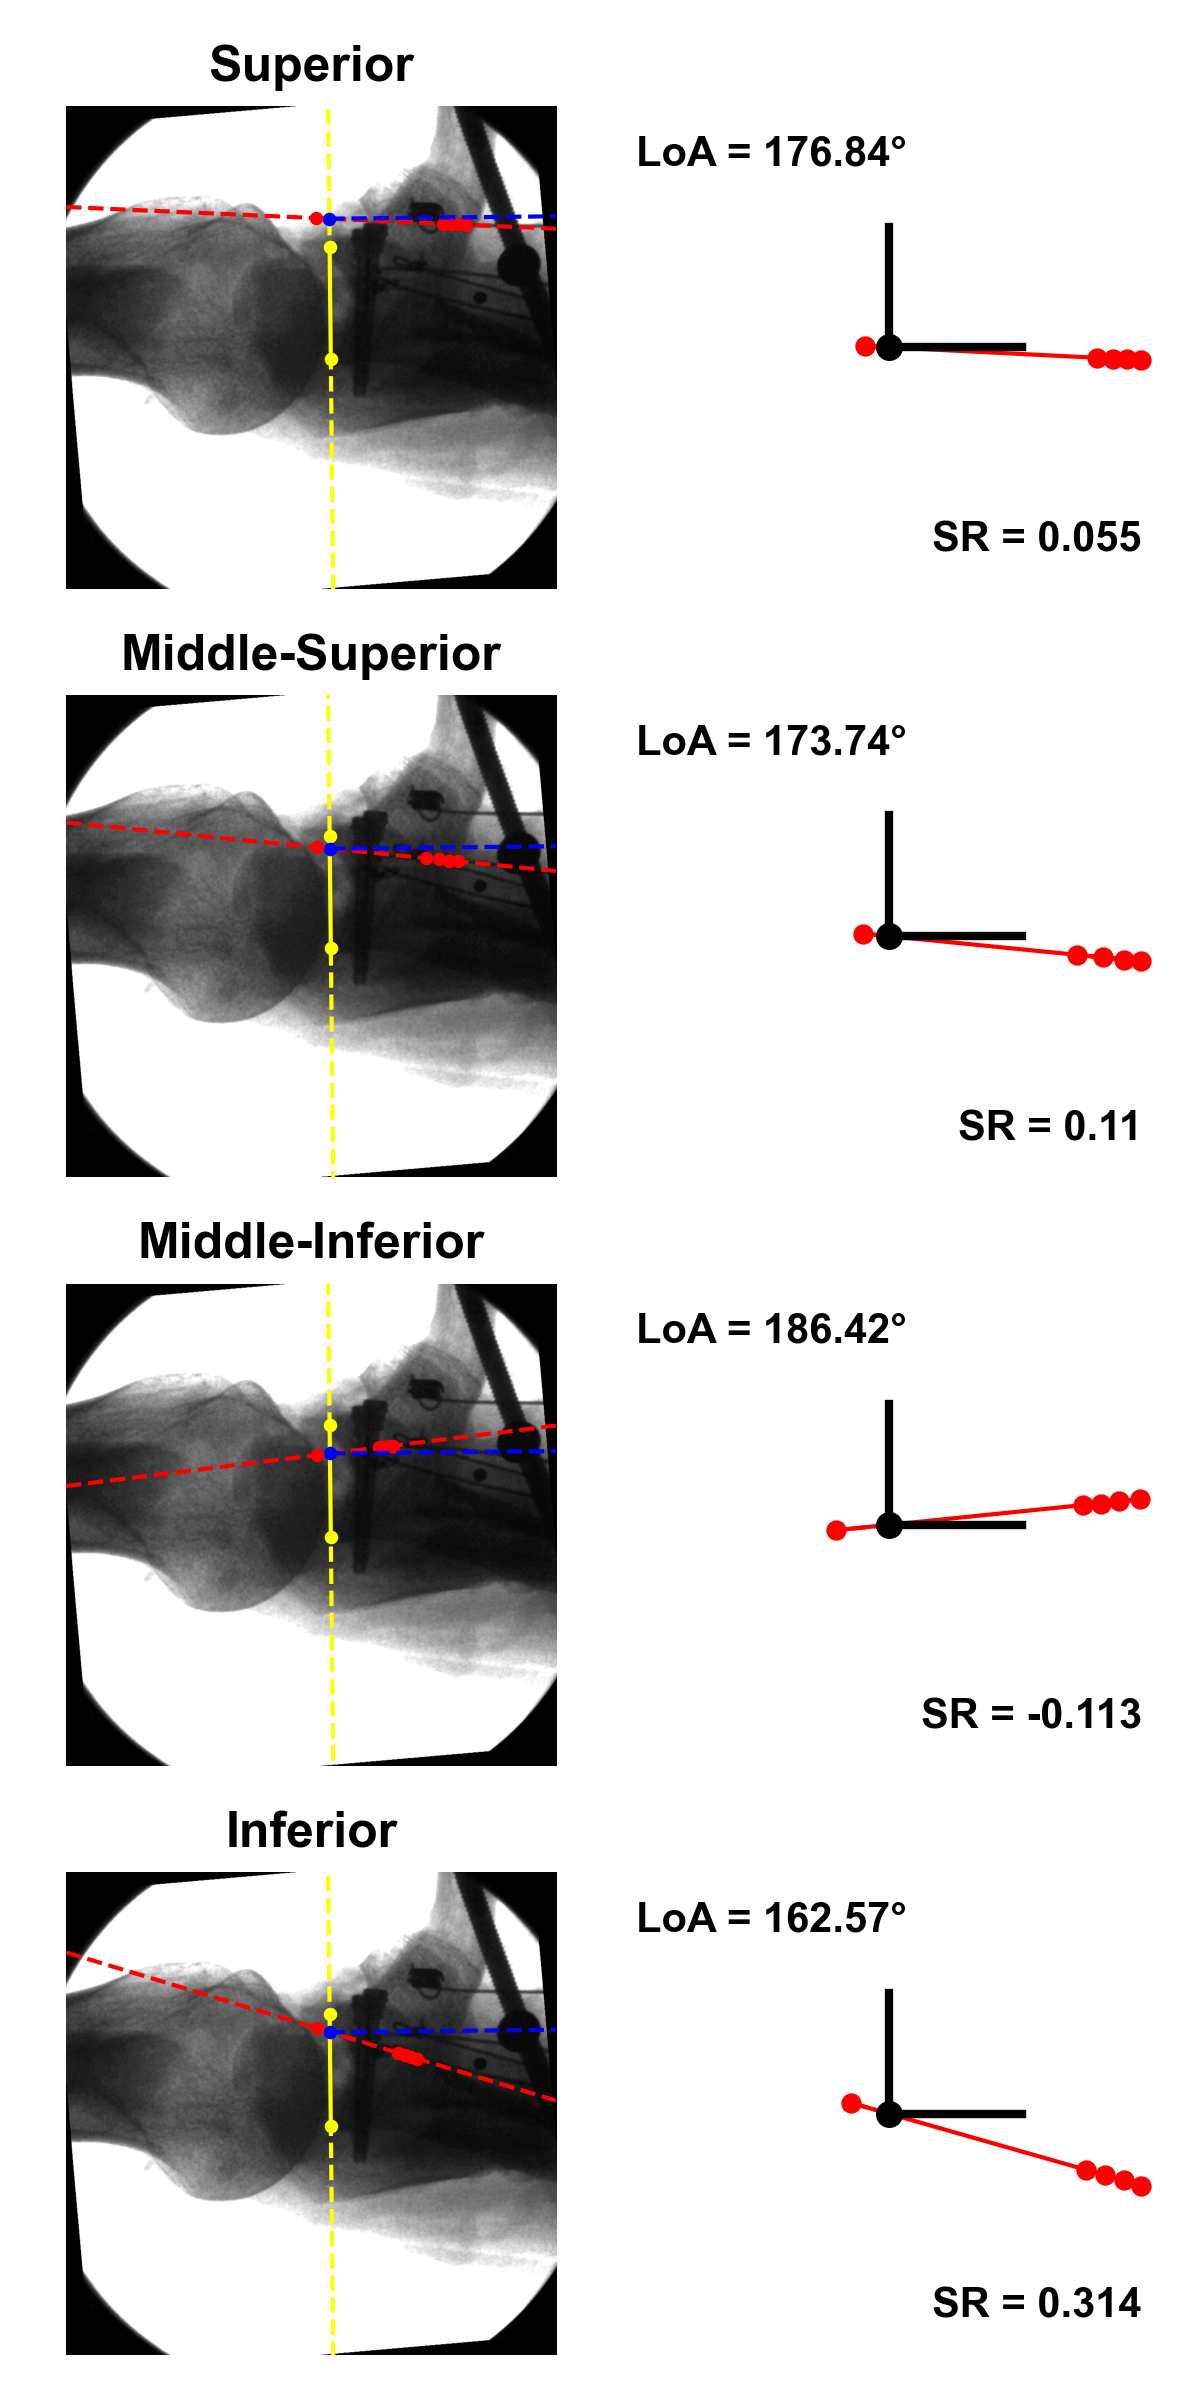 Superior
LoA = 176.84°
SR = 0.055
Middle-Superior
LoA = 173.74°
SR = 0.11
Middle-Inferior
LoA = 186.42°
SR = -0.113
Inferior
LoA = 162.57°
SR = 0.314